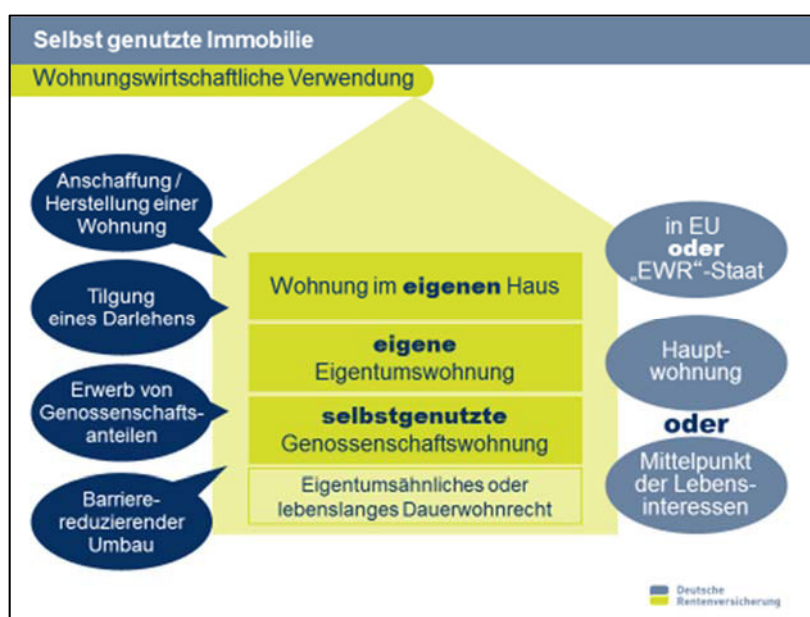 Selbst genutzte Immobilie
Wohnungswirtschaftliche Verwendung
Anschaffung /
Herstellung einer
Wohnung
Tilgung
eines Darlehens
Erwerb von
Genossenschafts-
anteilen
Barriere-
reduzierender
Umbau
Wohnung im eigenen Haus
eigene
Eigentumswohnung
selbstgenutzte
Genossenschaftswohnung
Eigentumsähnliches oder
lebenslanges Dauerwohnrecht
in EU
oder
„EWR“-Staat
Haupt-
wohnung
oder
Mittelpunkt
der Lebens-
interessen
Deutsche
Rentenversicherung